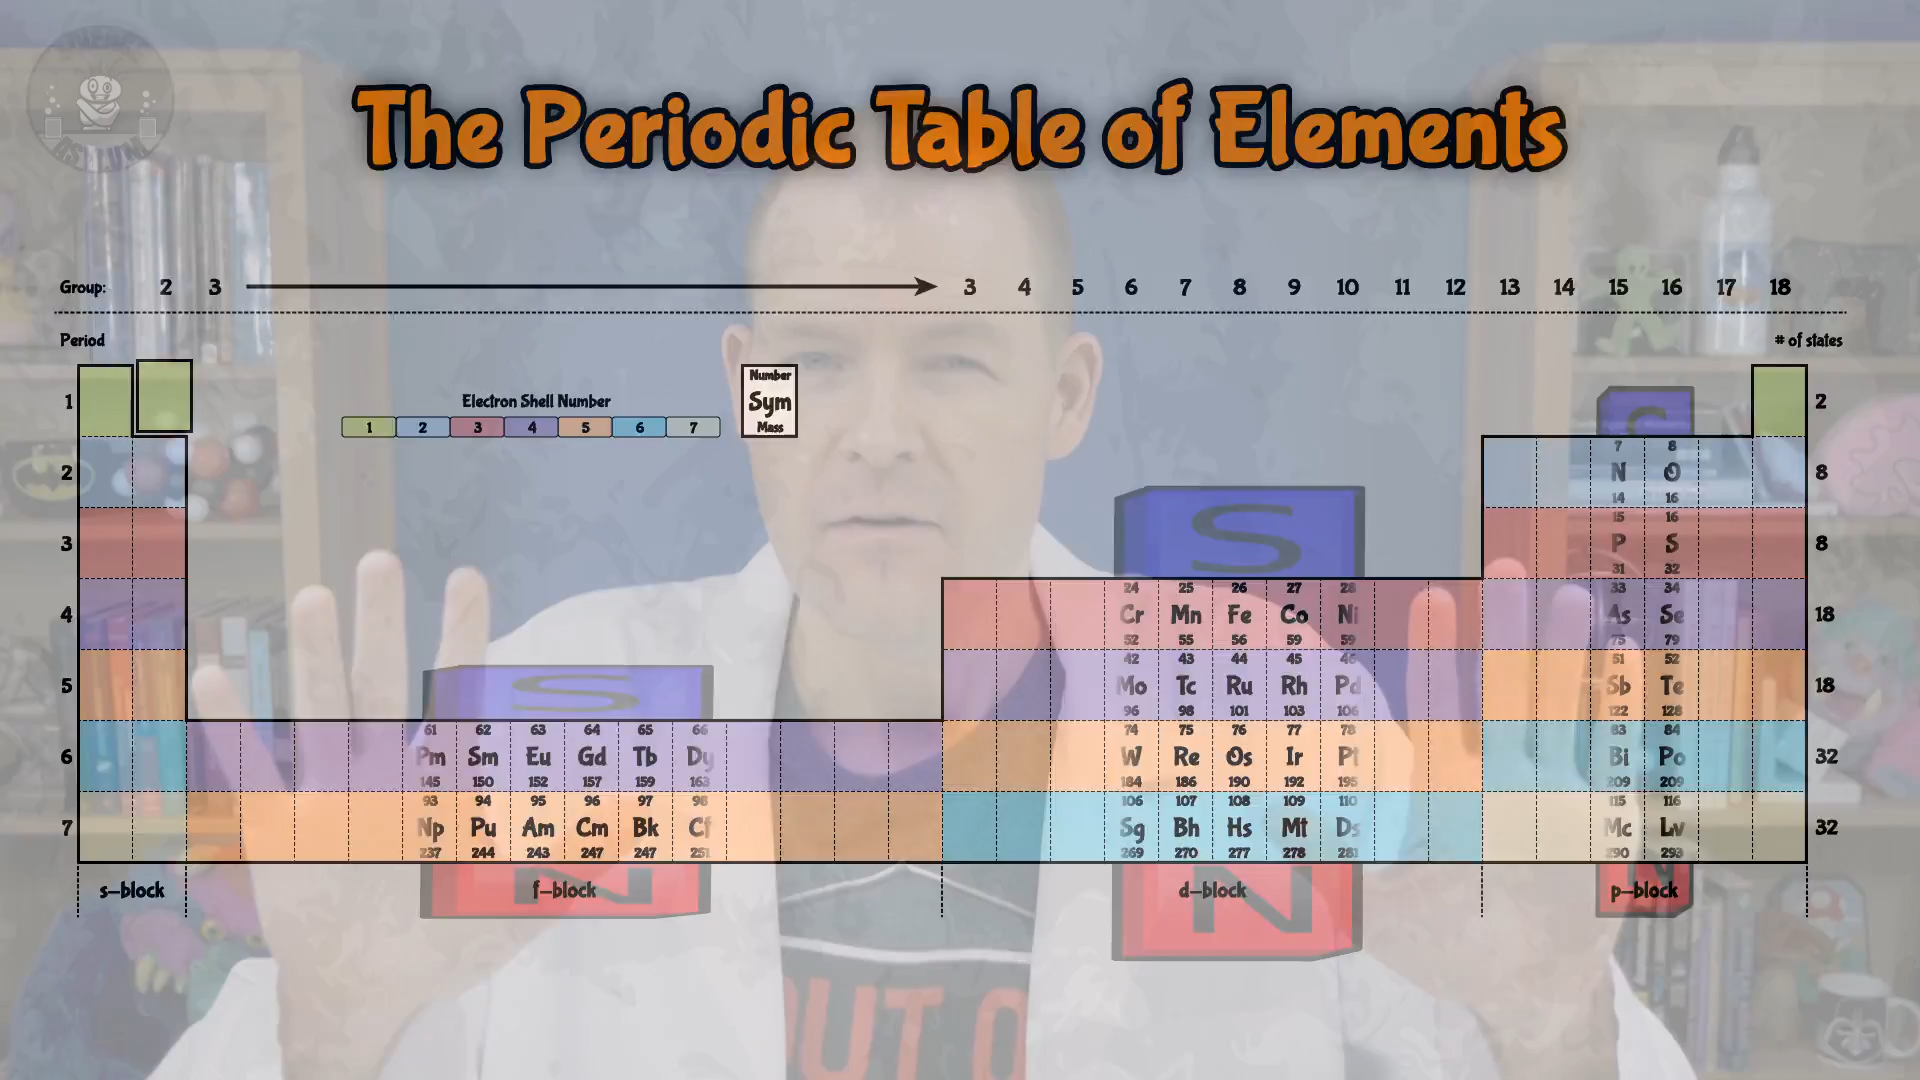 The Periodic Table of Elements
Group: 2 3 3 4 5 6 7 8 9 10 11 12 13 14 15 16 17 18
Period # of states
Number
1 Electron Shell Number Sym 2
1 2 3 4 5 6 7 Mass
S
7 8
2 N O 8
14 16
15 16
3 P S 8
31 32
24 25 26 27 28 33 34
4 Cr Mn Fe Co Ni As Se 18
52 55 56 59 59 75 79
S 42 43 44 45 46 51 52
5 Mo Tc Ru Rh Pd Sb Te 18
96 98 101 103 106 122 128
61 62 63 64 65 66 74 75 76 77 78 83 84
6 Pm Sm Eu Gd Tb Dy W Re Os Ir Pt Bi Po 32
145 150 152 157 159 163 184 186 190 192 195 209 209
93 94 95 96 97 98 106 107 108 109 110 115 116
7 Np Pu Am Cm Bk Cf Sg Bh Hs Mt Ds Mc Lv 32
237 244 243 247 247 251 269 270 277 278 281 290 293
s-block f-block d-block p-block
N N N
OUT O